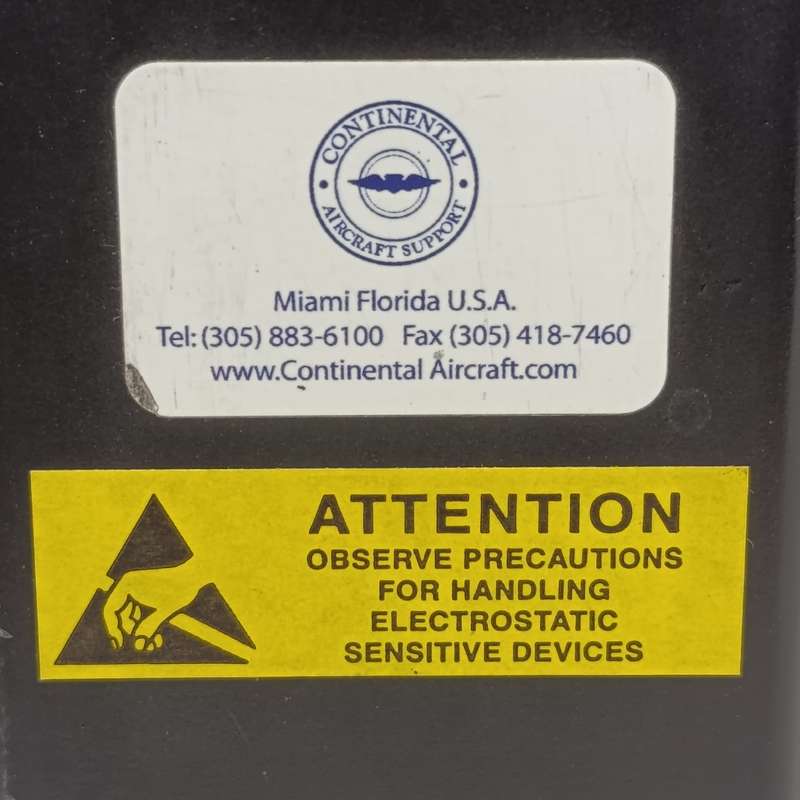 CONTINENTAL
AIRCRAFT SUPPORT
Miami Florida U.S.A.
Tel: (305) 883-6100 Fax (305) 418-7460
www.Continental Aircraft.com
ATTENTION
OBSERVE PRECAUTIONS
FOR HANDLING
ELECTROSTATIC
SENSITIVE DEVICES